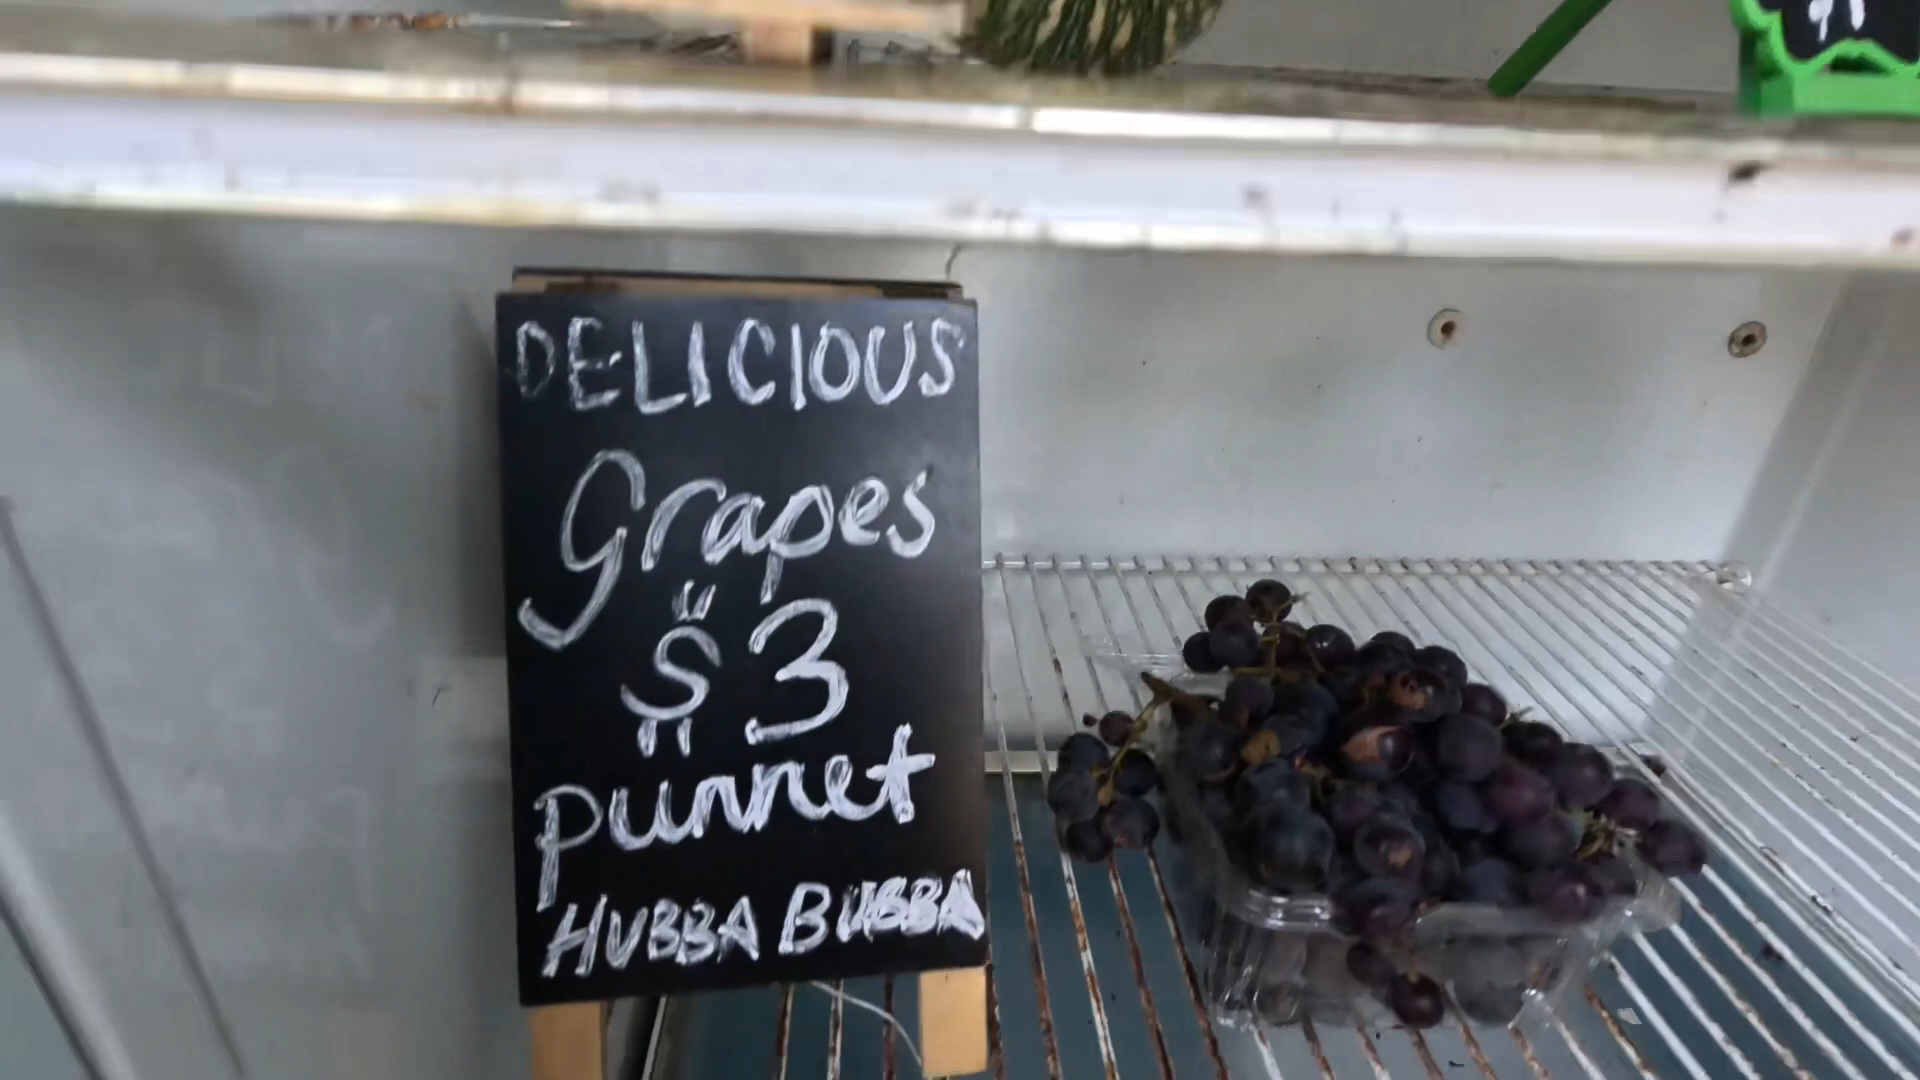 DELICIOUS
Grapes
$3
punnet
HUBBA BUBBA